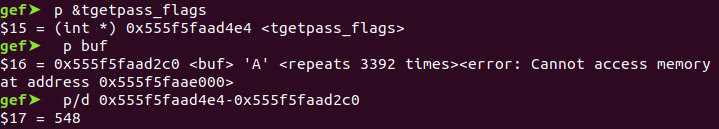 gef➤  p &tgetpass_flags
$15 = (int *) 0x555f5faad4e4 <tgetpass_flags>
gef➤   p buf
$16 = 0x555f5faad2c0 <buf> 'A' <repeats 3392 times><error: Cannot access memory
at address 0x555f5faae000>
gef➤  p/d 0x555f5faad4e4-0x555f5faad2c0
$17 = 548